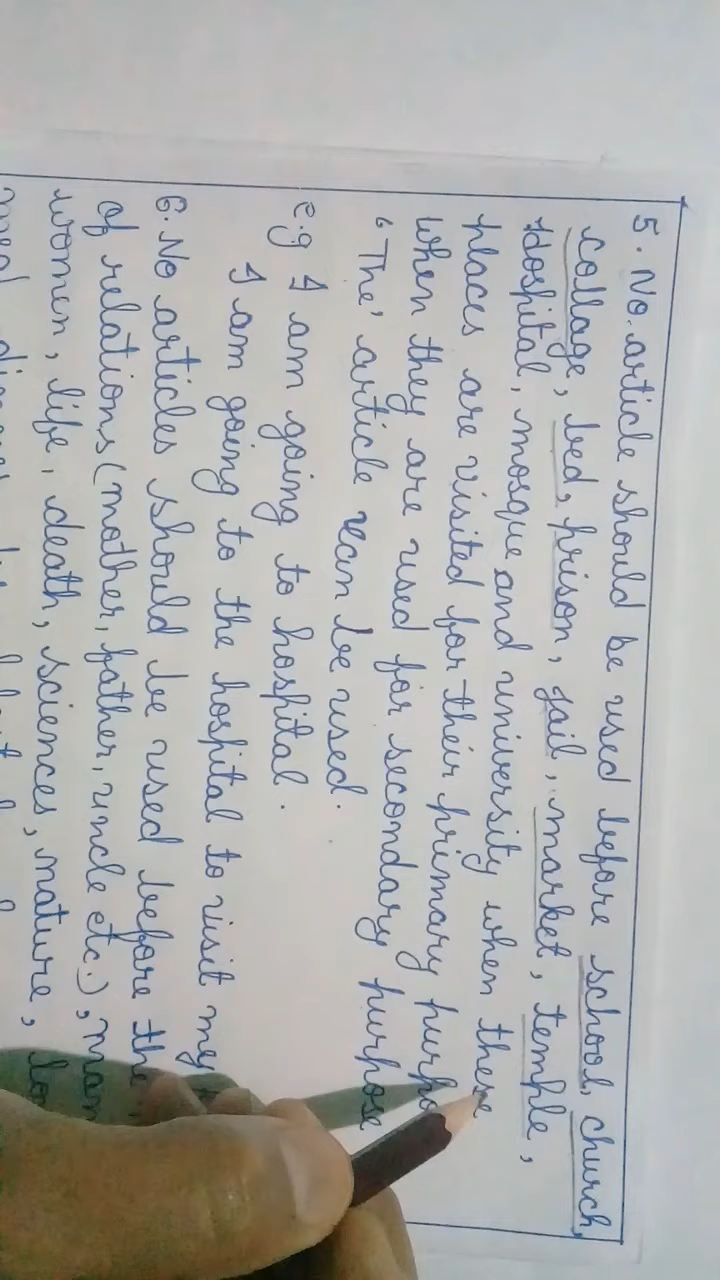 5. No. article should be used before school, church,
collage, bed, prison, jail, market, temple,
Hospital, mosque and university when these
places are visited for their primary
when they are used for secondary purpose
'The' article can be used.
e.g I am going to hospital.
I am going to the hospital to visit my
6. No articles should be used before the
of relations (mother, father, uncle etc.), man
women, life, death, sciences, nature,